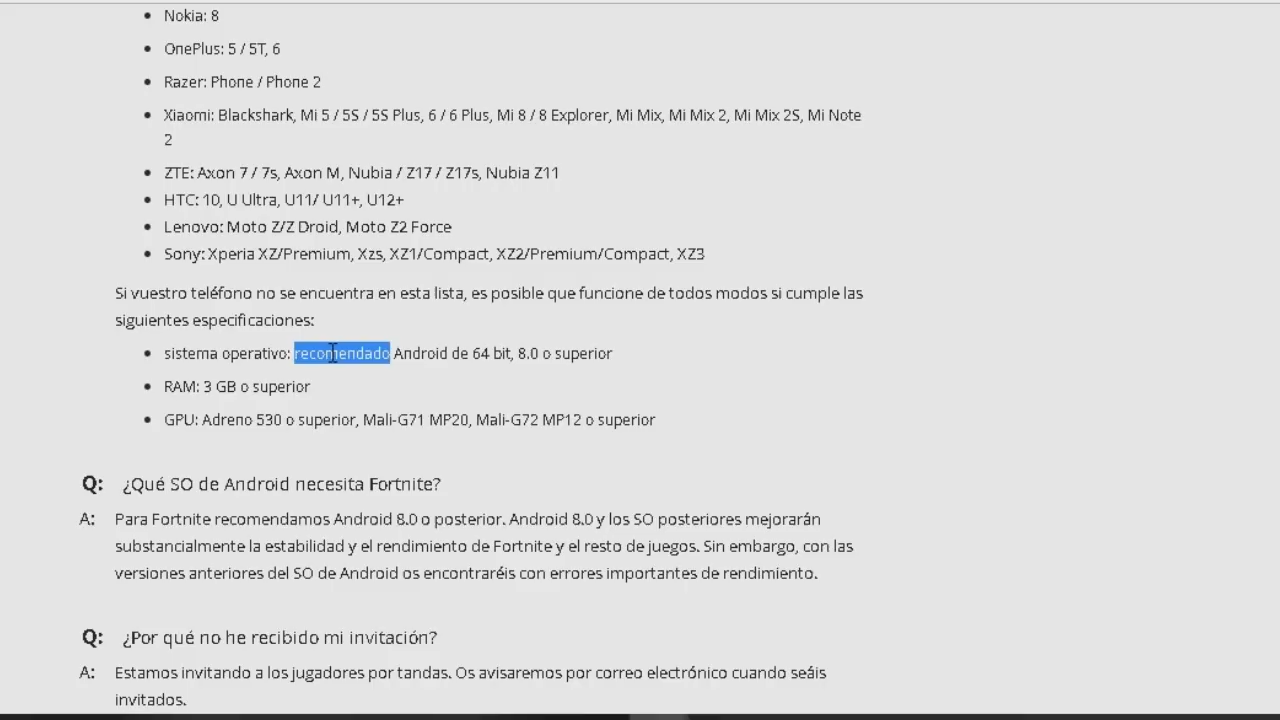 Nokia: 8
OnePlus: 5 / 5T, 6
Razer: Phone / Phone 2
Xiaomi: Blackshark, Mi 5 / 5S / 5S Plus, 6 / 6 Plus, Mi 8 / 8 Explorer, Mi Mix, Mi Mix 2, Mi Mix 2S, Mi Note
2
ZTE: Axon 7 / 7s, Axon M, Nubia / Z17 / Z17s, Nubia Z11
HTC: 10, U Ultra, U11/ U11+, U12+
Lenovo: Moto Z/Z Droid, Moto Z2 Force
Sony: Xperia XZ/Premium, Xzs, XZ1/Compact, XZ2/Premium/Compact, XZ3
Si vuestro teléfono no se encuentra en esta lista, es posible que funcione de todos modos si cumple las
siguientes especificaciones:
sistema operativo: recomendado Android de 64 bit, 8.0 o superior
RAM: 3 GB o superior
GPU: Adreno 530 o superior, Mali-G71 MP20, Mali-G72 MP12 o superior
Q: ¿Qué SO de Android necesita Fortnite?
A: Para Fortnite recomendamos Android 8.0 o posterior. Android 8.0 y los SO posteriores mejorarán
substancialmente la estabilidad y el rendimiento de Fortnite y el resto de juegos. Sin embargo, con las
versiones anteriores del SO de Android os encontraréis con errores importantes de rendimiento.
Q: ¿Por qué no he recibido mi invitación?
A: Estamos invitando a los jugadores por tandas. Os avisaremos por correo electrónico cuando seáis
invitados.